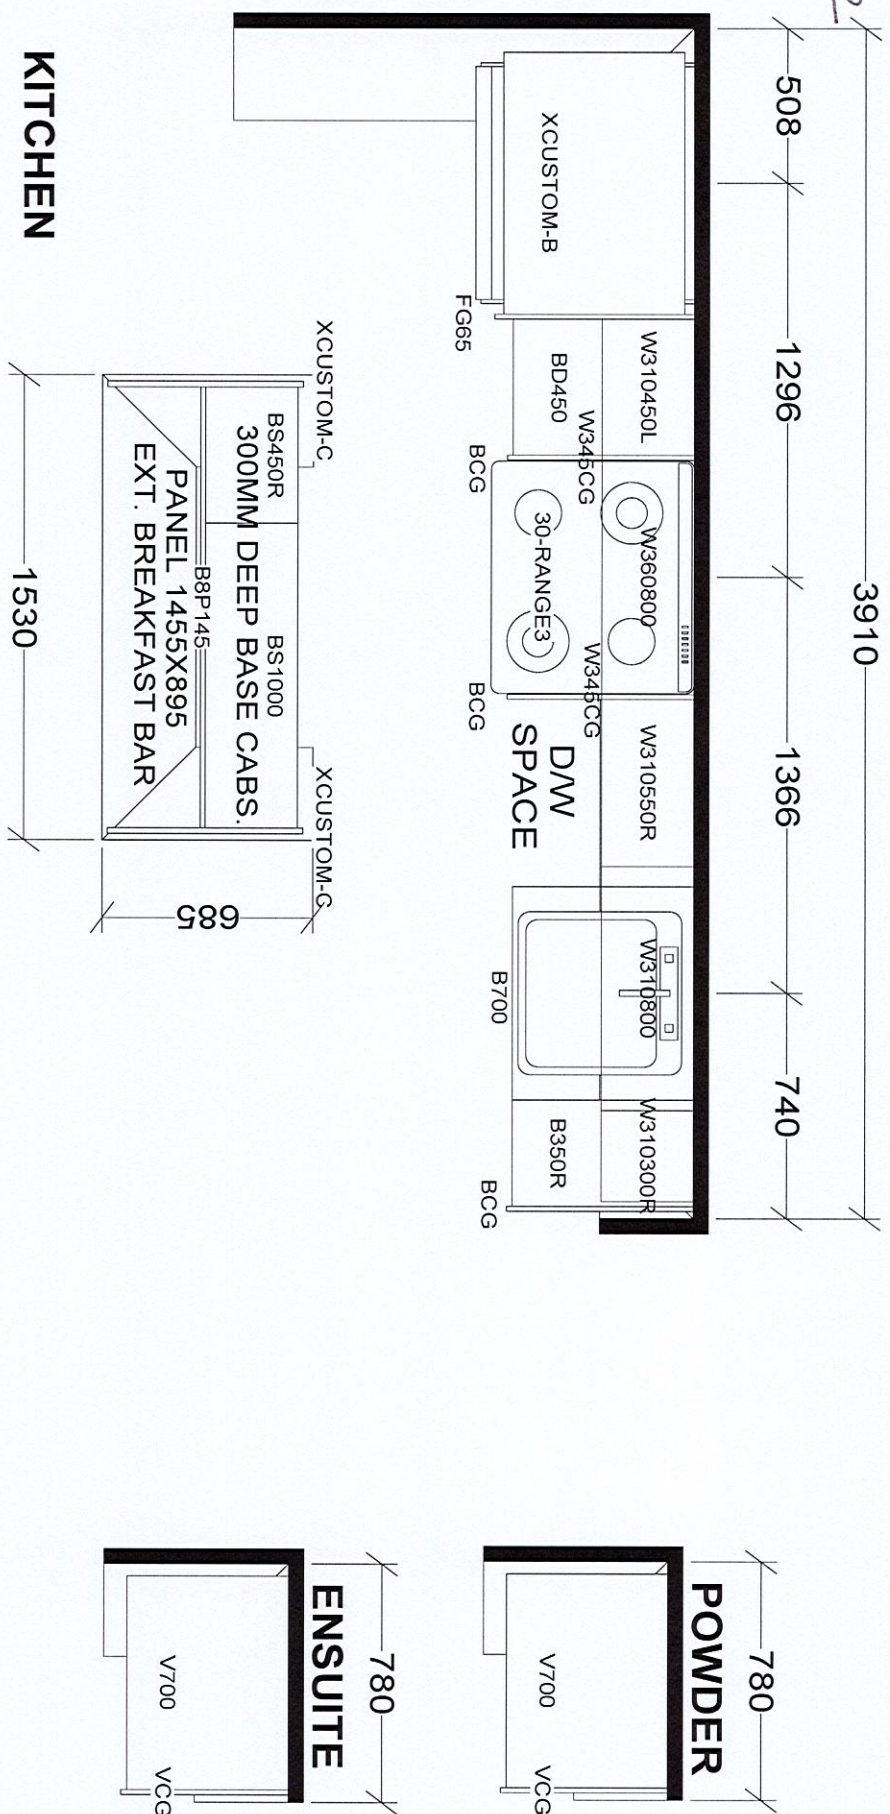 3910
508
1296
1366
740
XCUSTOM-B
FG65
W310450L
BD450
W345CG
BCG
W360800
30-RANGE3
W345CG
BCG
W310550R
D/W
SPACE
W310800
B700
W310300R
B350R
BCG
XCUSTOM-C
XCUSTOM-C
BS450R
BS1000
300MM DEEP BASE CABS.
B8P145
PANEL 1455X895
EXT. BREAKFAST BAR
1530
685
KITCHEN
780
POWDER
V700
VCG
780
ENSUITE
V700
VCG